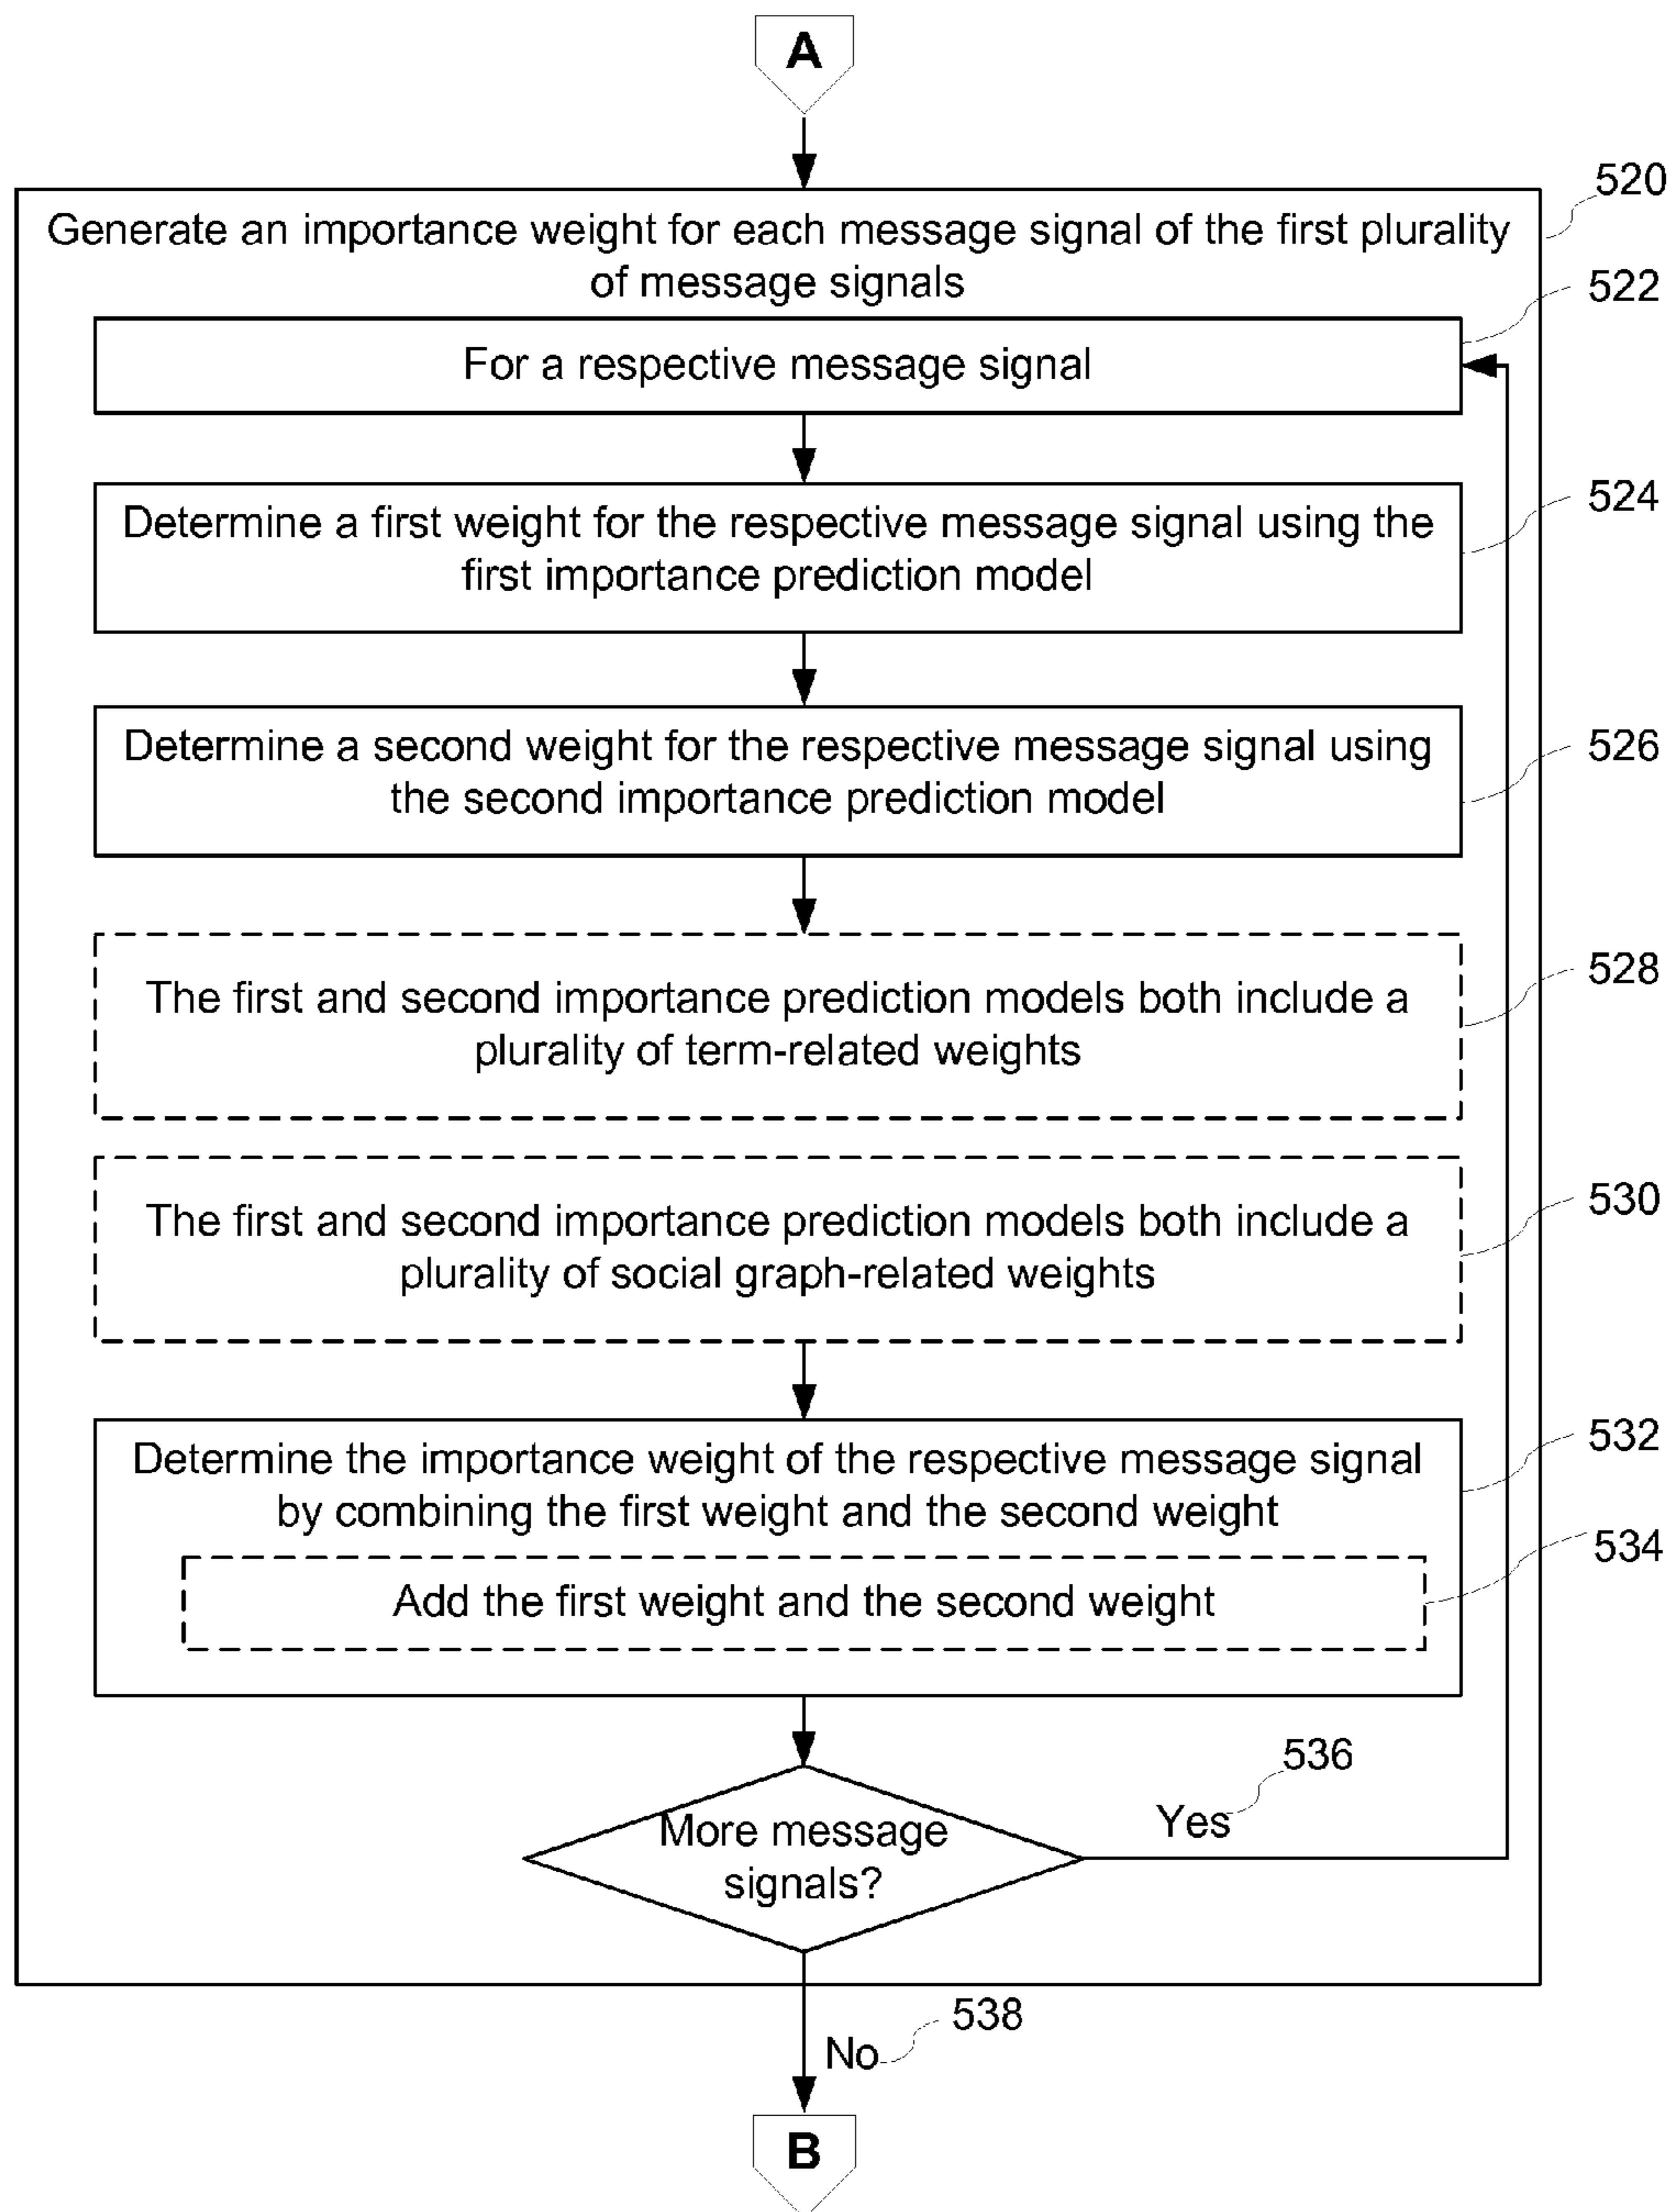 A
520
Generate an importance weight for each message signal of the first plurality
of message signals
522
For a respective message signal
524
Determine a first weight for the respective message signal using the
first importance prediction model
526
Determine a second weight for the respective message signal using
the second importance prediction model
528
The first and second importance prediction models both include a
plurality of term-related weights
530
The first and second importance prediction models both include a
plurality of social graph-related weights
532
Determine the importance weight of the respective message signal
by combining the first weight and the second weight
534
Add the first weight and the second weight
536
Yes
More message
signals?
538
No
B